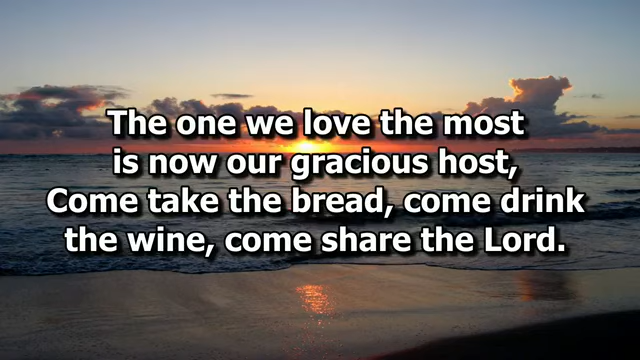 The one we love the most
is now our gracious host,
Come take the bread, come drink
the wine, come share the Lord.